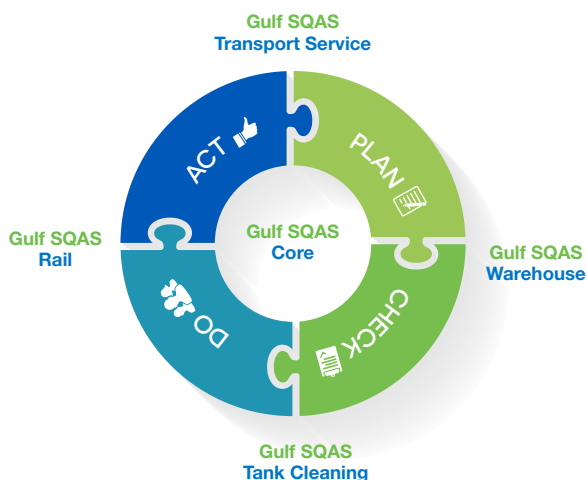 Gulf SQAS
Transport Service
ACT
PLAN
Gulf SQAS
Rail
Gulf SQAS
Core
Gulf SQAS
Warehouse
DO
CHECK
Gulf SQAS
Tank Cleaning